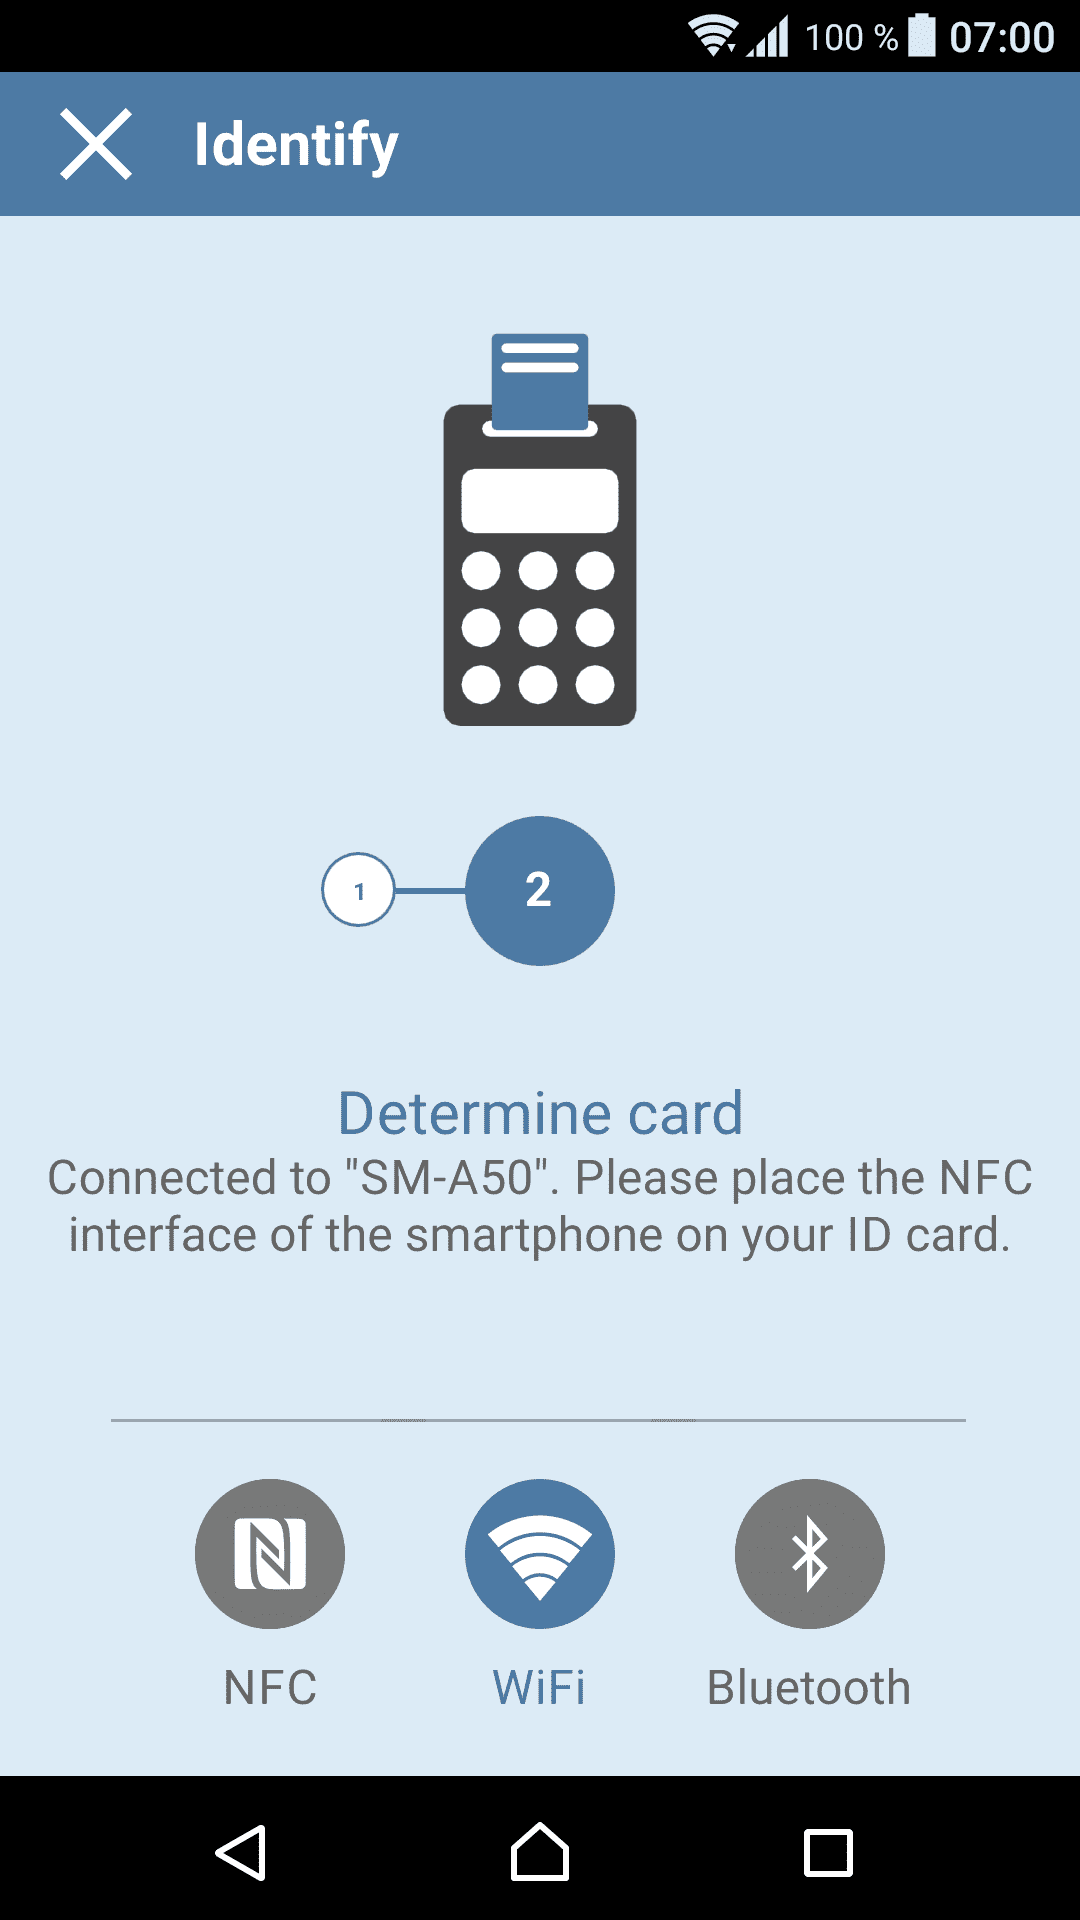 100 % 07:00
Identify
1
2
Determine card
Connected to "SM-A50". Please place the NFC
interface of the smartphone on your ID card.
NFC WiFi Bluetooth